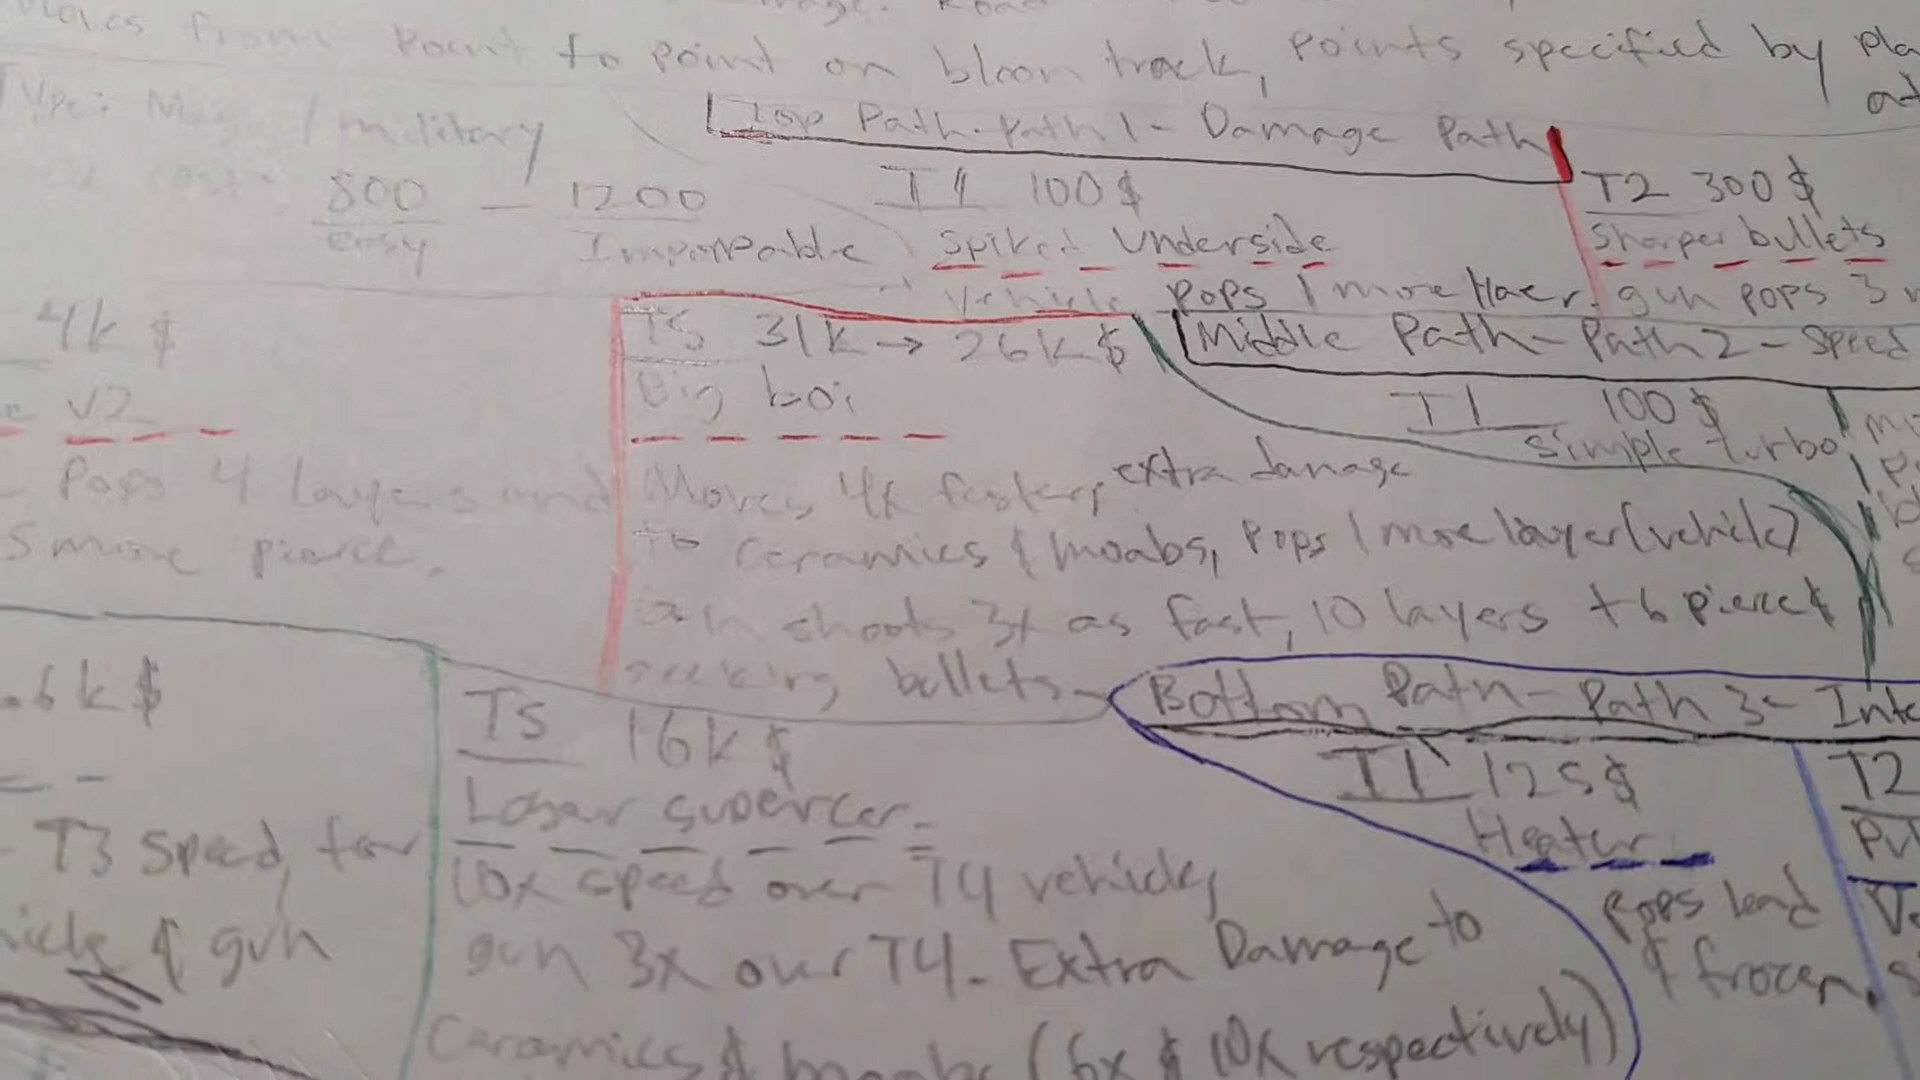 from point to point on bloon track, points specified by
military
800 - 1200
easy Impoppable
Top Path - Path 1 - Damage Path
T1 100$
Spiked Underside
Vehicle pops 1 more
T2 300$
Sharper bullets
gun pops 3
4k $
V2
Pops 4 layers and
5 more pierce.
T5 31k → 26k $
Big boi
Moves 4x faster, extra damage
to ceramics & moabs, Pops 1 more layer (vehicle)
shoots 3x as fast, 10 layers + 6 pierce &
seeking bullets
Middle Path - Path 2 - Speed
T1 100 $
Simple turbo
.6k $
T3 speed, for
& gun
T5 16k $
Laser supercar
10x speed over T4 vehicle,
gun 3x over T4. Extra Damage to
Ceramics & moabs (6x & 10x respectively)
Bottom Path - Path 3 -
T1 125$
Heater
Pops lead
& frozen,
T2